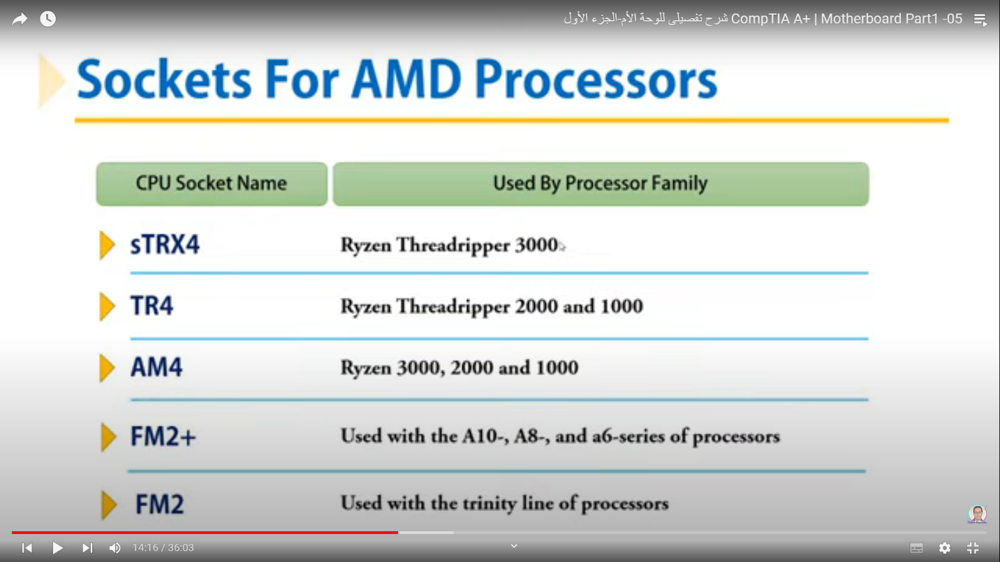 05- CompTIA A+ | Motherboard Part1 شرح تفصيلى للوحة الأم-الجزء الأول
Sockets For AMD Processors
CPU Socket Name Used By Processor Family
sTRX4 Ryzen Threadripper 3000
TR4 Ryzen Threadripper 2000 and 1000
AM4 Ryzen 3000, 2000 and 1000
FM2+ Used with the A10-, A8-, and a6-series of processors
FM2 Used with the trinity line of processors
14:16 / 36:03